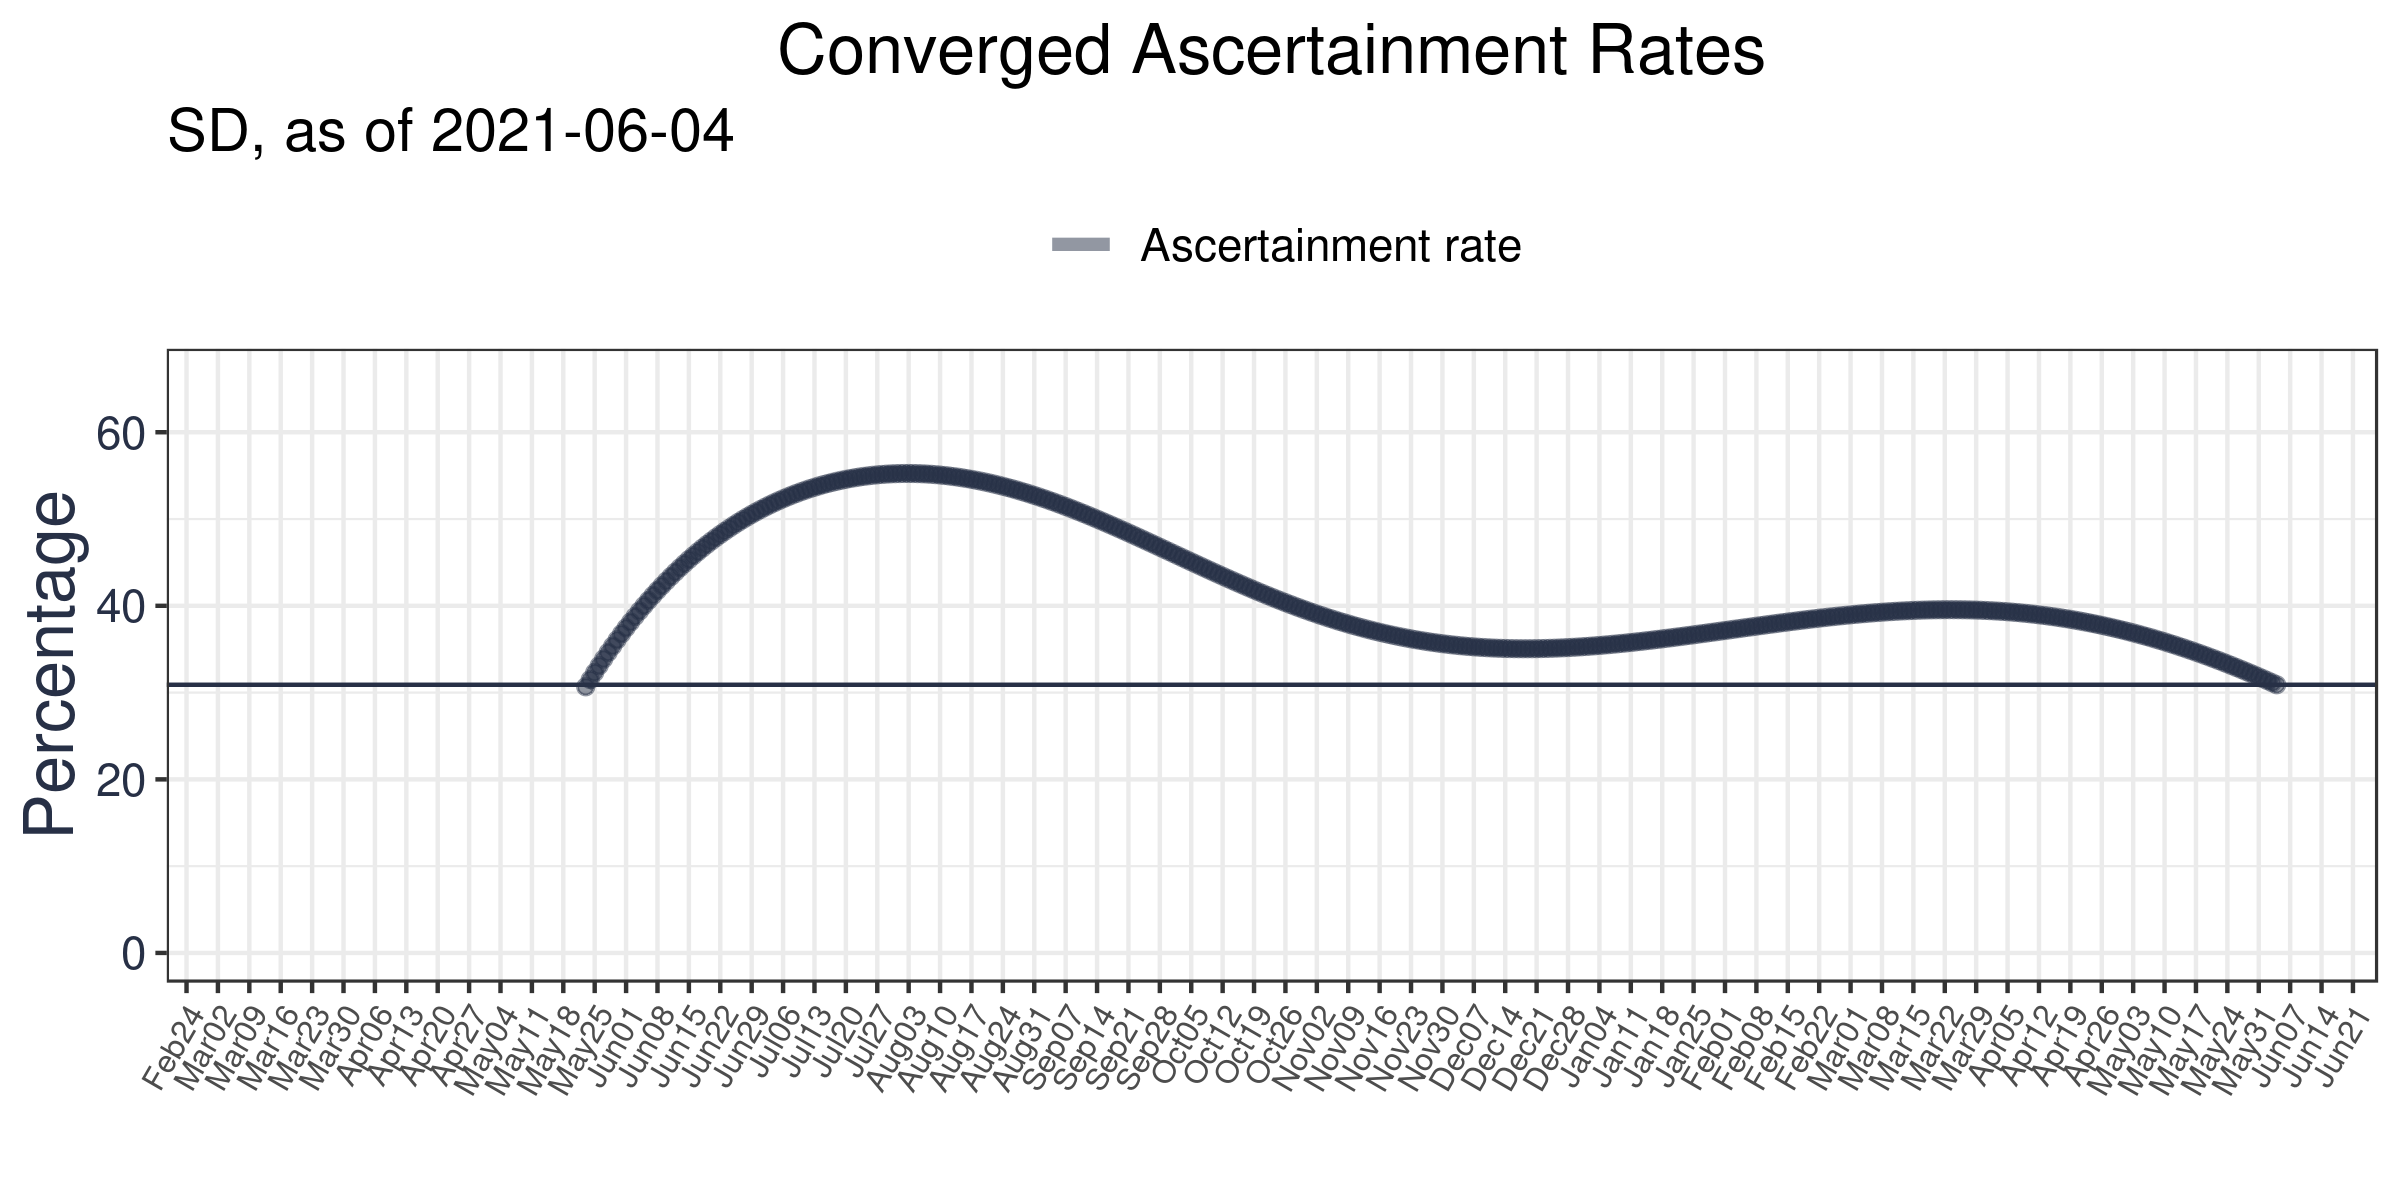 Converged Ascertainment Rates
SD, as of 2021-06-04
Ascertainment rate
Percentage
60
40
20
0
Feb24
Mar02
Mar09
Mar16
Mar23
Mar30
Apr06
Apr13
Apr20
Apr27
May04
May11
May18
May25
Jun01
Jun08
Jun15
Jun22
Jun29
Jul06
Jul13
Jul20
Jul27
Aug03
Aug10
Aug17
Aug24
Aug31
Sep07
Sep14
Sep21
Sep28
Oct05
Oct12
Oct19
Oct26
Nov02
Nov09
Nov16
Nov23
Nov30
Dec07
Dec14
Dec21
Dec28
Jan04
Jan11
Jan18
Jan25
Feb01
Feb08
Feb15
Feb22
Mar01
Mar08
Mar15
Mar22
Mar29
Apr05
Apr12
Apr19
Apr26
May03
May10
May17
May24
May31
Jun07
Jun14
Jun21